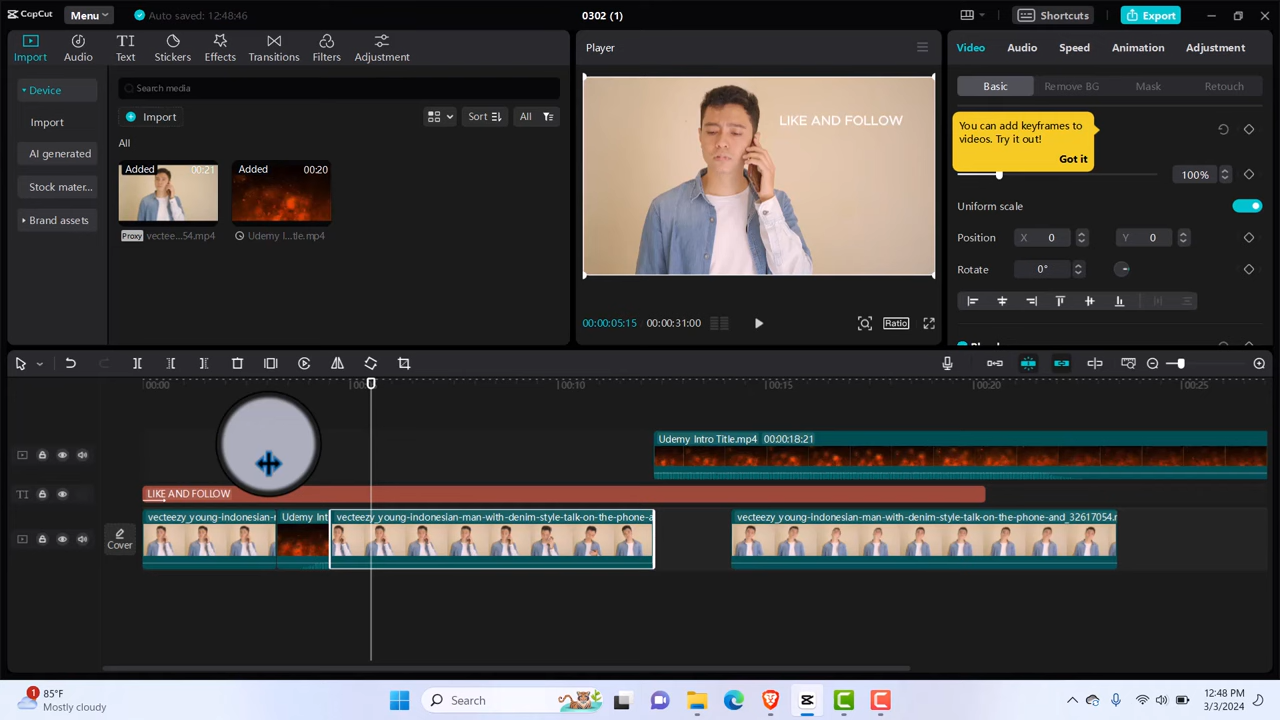 CapCut
Menu
Auto saved: 12:48:46
0302 (1)
Shortcuts
Export
Import
Audio
Text
Stickers
Effects
Transitions
Filters
Adjustment
Device
Import
AI generated
Stock mater...
Brand assets
Search media
Import
Sort
All
All
Added
00:21
Added
00:20
Proxy
vectee...54.mp4
Udemy I...tle.mp4
Player
LIKE AND FOLLOW
00:00:05:15
00:00:31:00
Ratio
Video
Audio
Speed
Animation
Adjustment
Basic
Remove BG
Mask
Retouch
You can add keyframes to
videos. Try it out!
Got it
100%
Uniform scale
Position
X
0
Y
0
Rotate
0°
00:00
00:10
00:15
00:20
00:25
Udemy Intro Title.mp4 00:00:18:21
TI
LIKE AND FOLLOW
Cover
vecteezy_young-indonesian-r
Udemy Int
vecteezy_young-indonesian-man-with-denim-style-talk-on-the-phone-a
vecteezy_young-indonesian-man-with-denim-style-talk-on-the-phone-and_32617054.r
1
85°F
Mostly cloudy
Search
12:48 PM
3/3/2024